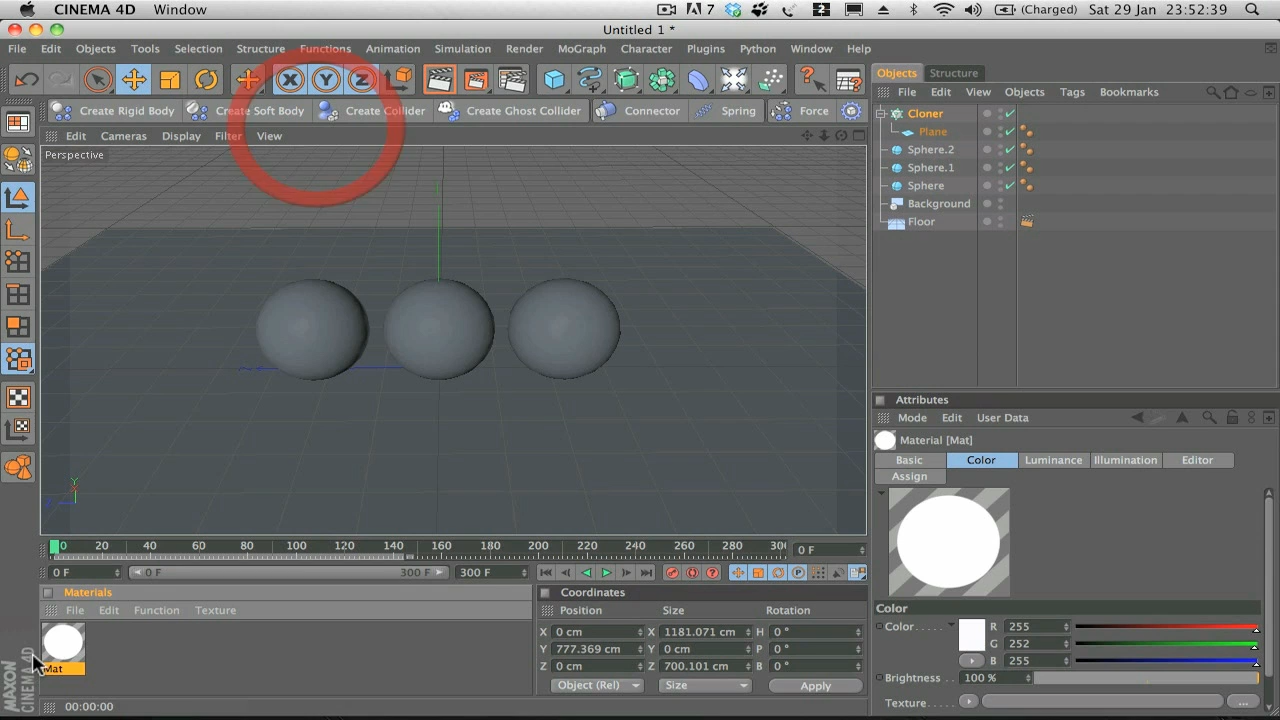 CINEMA 4D Window 7 (Charged) Sat 29 Jan 23:52:39
Untitled 1 *
File Edit Objects Tools Selection Structure Functions Animation Simulation Render MoGraph Character Plugins Python Window Help
X Y Z
Objects Structure
File Edit View Objects Tags Bookmarks
Create Rigid Body Create Soft Body Create Collider Create Ghost Collider Connector Spring Force
Edit Cameras Display Filter View
Perspective
Cloner
Plane
Sphere.2
Sphere.1
Sphere
Background
Floor
Y
Attributes
Mode Edit User Data
Material [Mat]
Basic Color Luminance Illumination Editor
Assign
0 20 40 60 80 100 120 140 160 180 200 220 240 260 280 30 0 F
0 F 0 F 300 F 300 F
Materials
File Edit Function Texture
Mat
MAXON
CINEMA 4D
Coordinates
Position Size Rotation
X 0 cm X 1181.071 cm H 0 °
Y 777.369 cm Y 0 cm P 0 °
Z 0 cm Z 700.101 cm B 0 °
Object (Rel) Size Apply
Color
Color R 255
G 252
B 255
Brightness 100 %
Texture
00:00:00